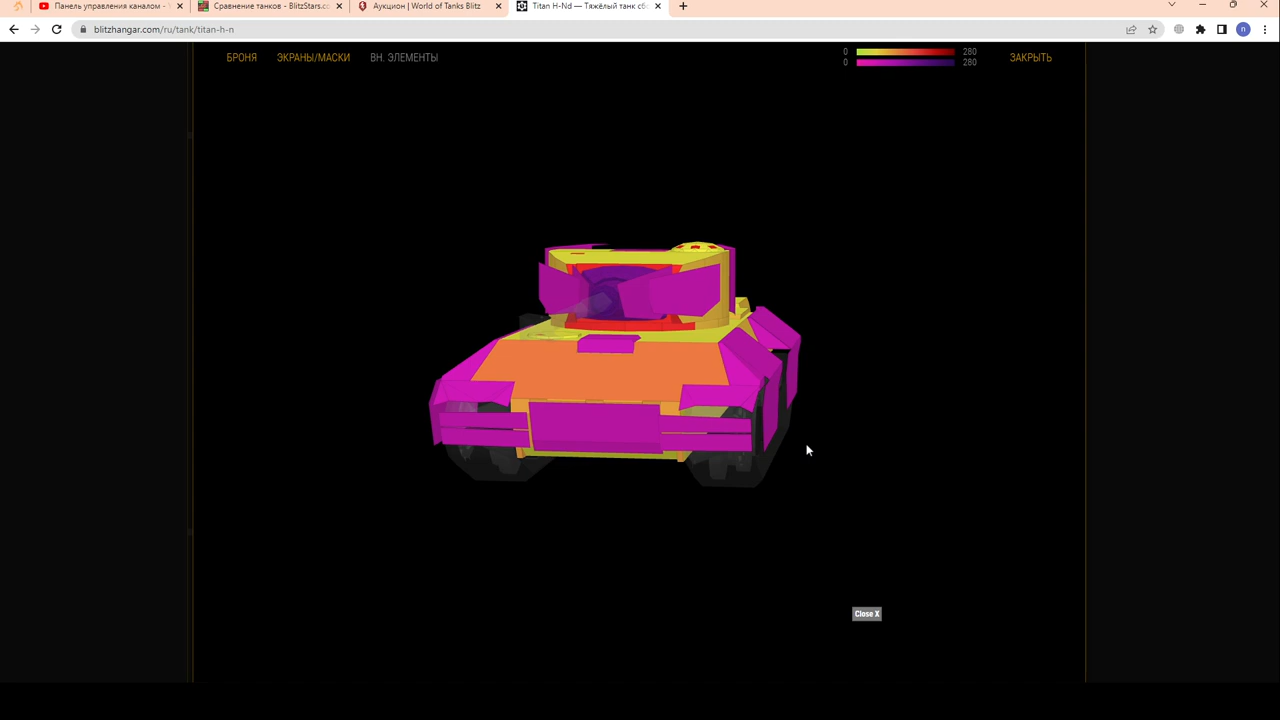 Панель управления каналом -
Сравнение танков - BlitzStars.co
Аукцион | World of Tanks Blitz
Titan H-Nd — Тяжёлый танк сбо
blitzhangar.com/ru/tank/titan-h-n
n
БРОНЯ ЭКРАНЫ/МАСКИ ВН. ЭЛЕМЕНТЫ 0 280 ЗАКРЫТЬ
0 280
Close X